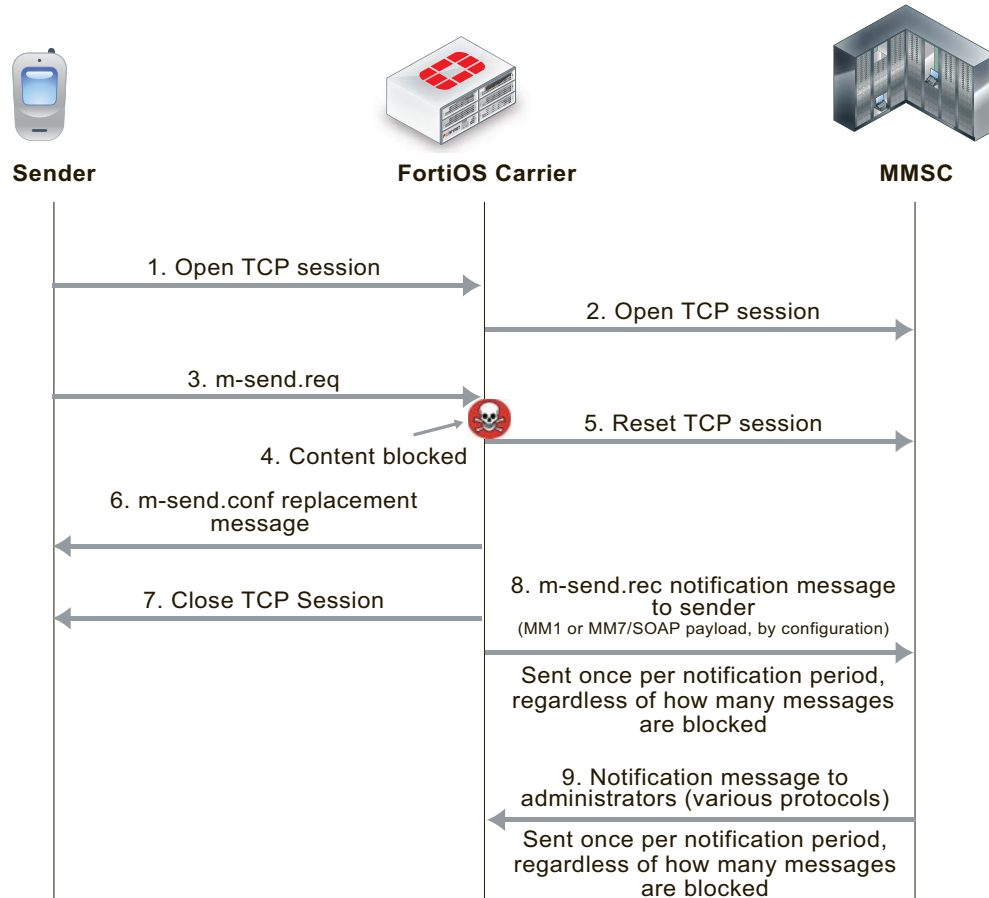 Sender
FortiOS Carrier
MMSC
1. Open TCP session
2. Open TCP session
3. m-send.req
4. Content blocked
5. Reset TCP session
6. m-send.conf replacement
message
7. Close TCP Session
8. m-send.rec notification message
to sender
(MM1 or MM7/SOAP payload, by configuration)
Sent once per notification period,
regardless of how many messages
are blocked
9. Notification message to
administrators (various protocols)
Sent once per notification period,
regardless of how many messages
are blocked